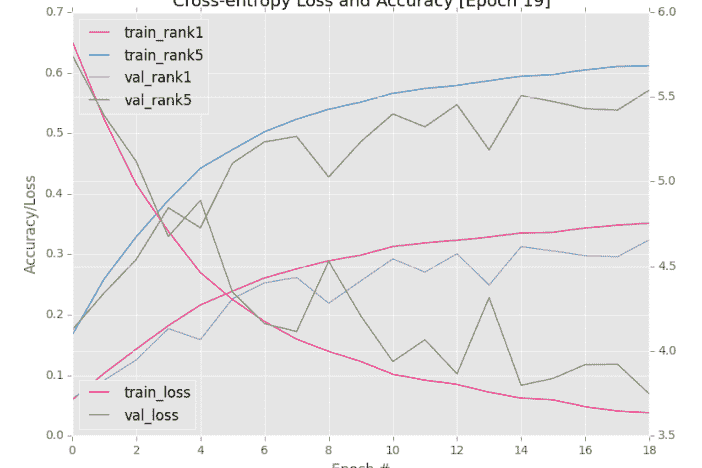 Cross-entropy Loss and Accuracy [Epoch 19]
0.7
0.6
0.5
0.4
0.3
0.2
0.1
0.0
6.0
5.5
5.0
4.5
4.0
3.5
train_rank1
train_rank5
val_rank1
val_rank5
Accuracy/Loss
train_loss
val_loss
0 2 4 6 8 10 12 14 16 18
Epoch #